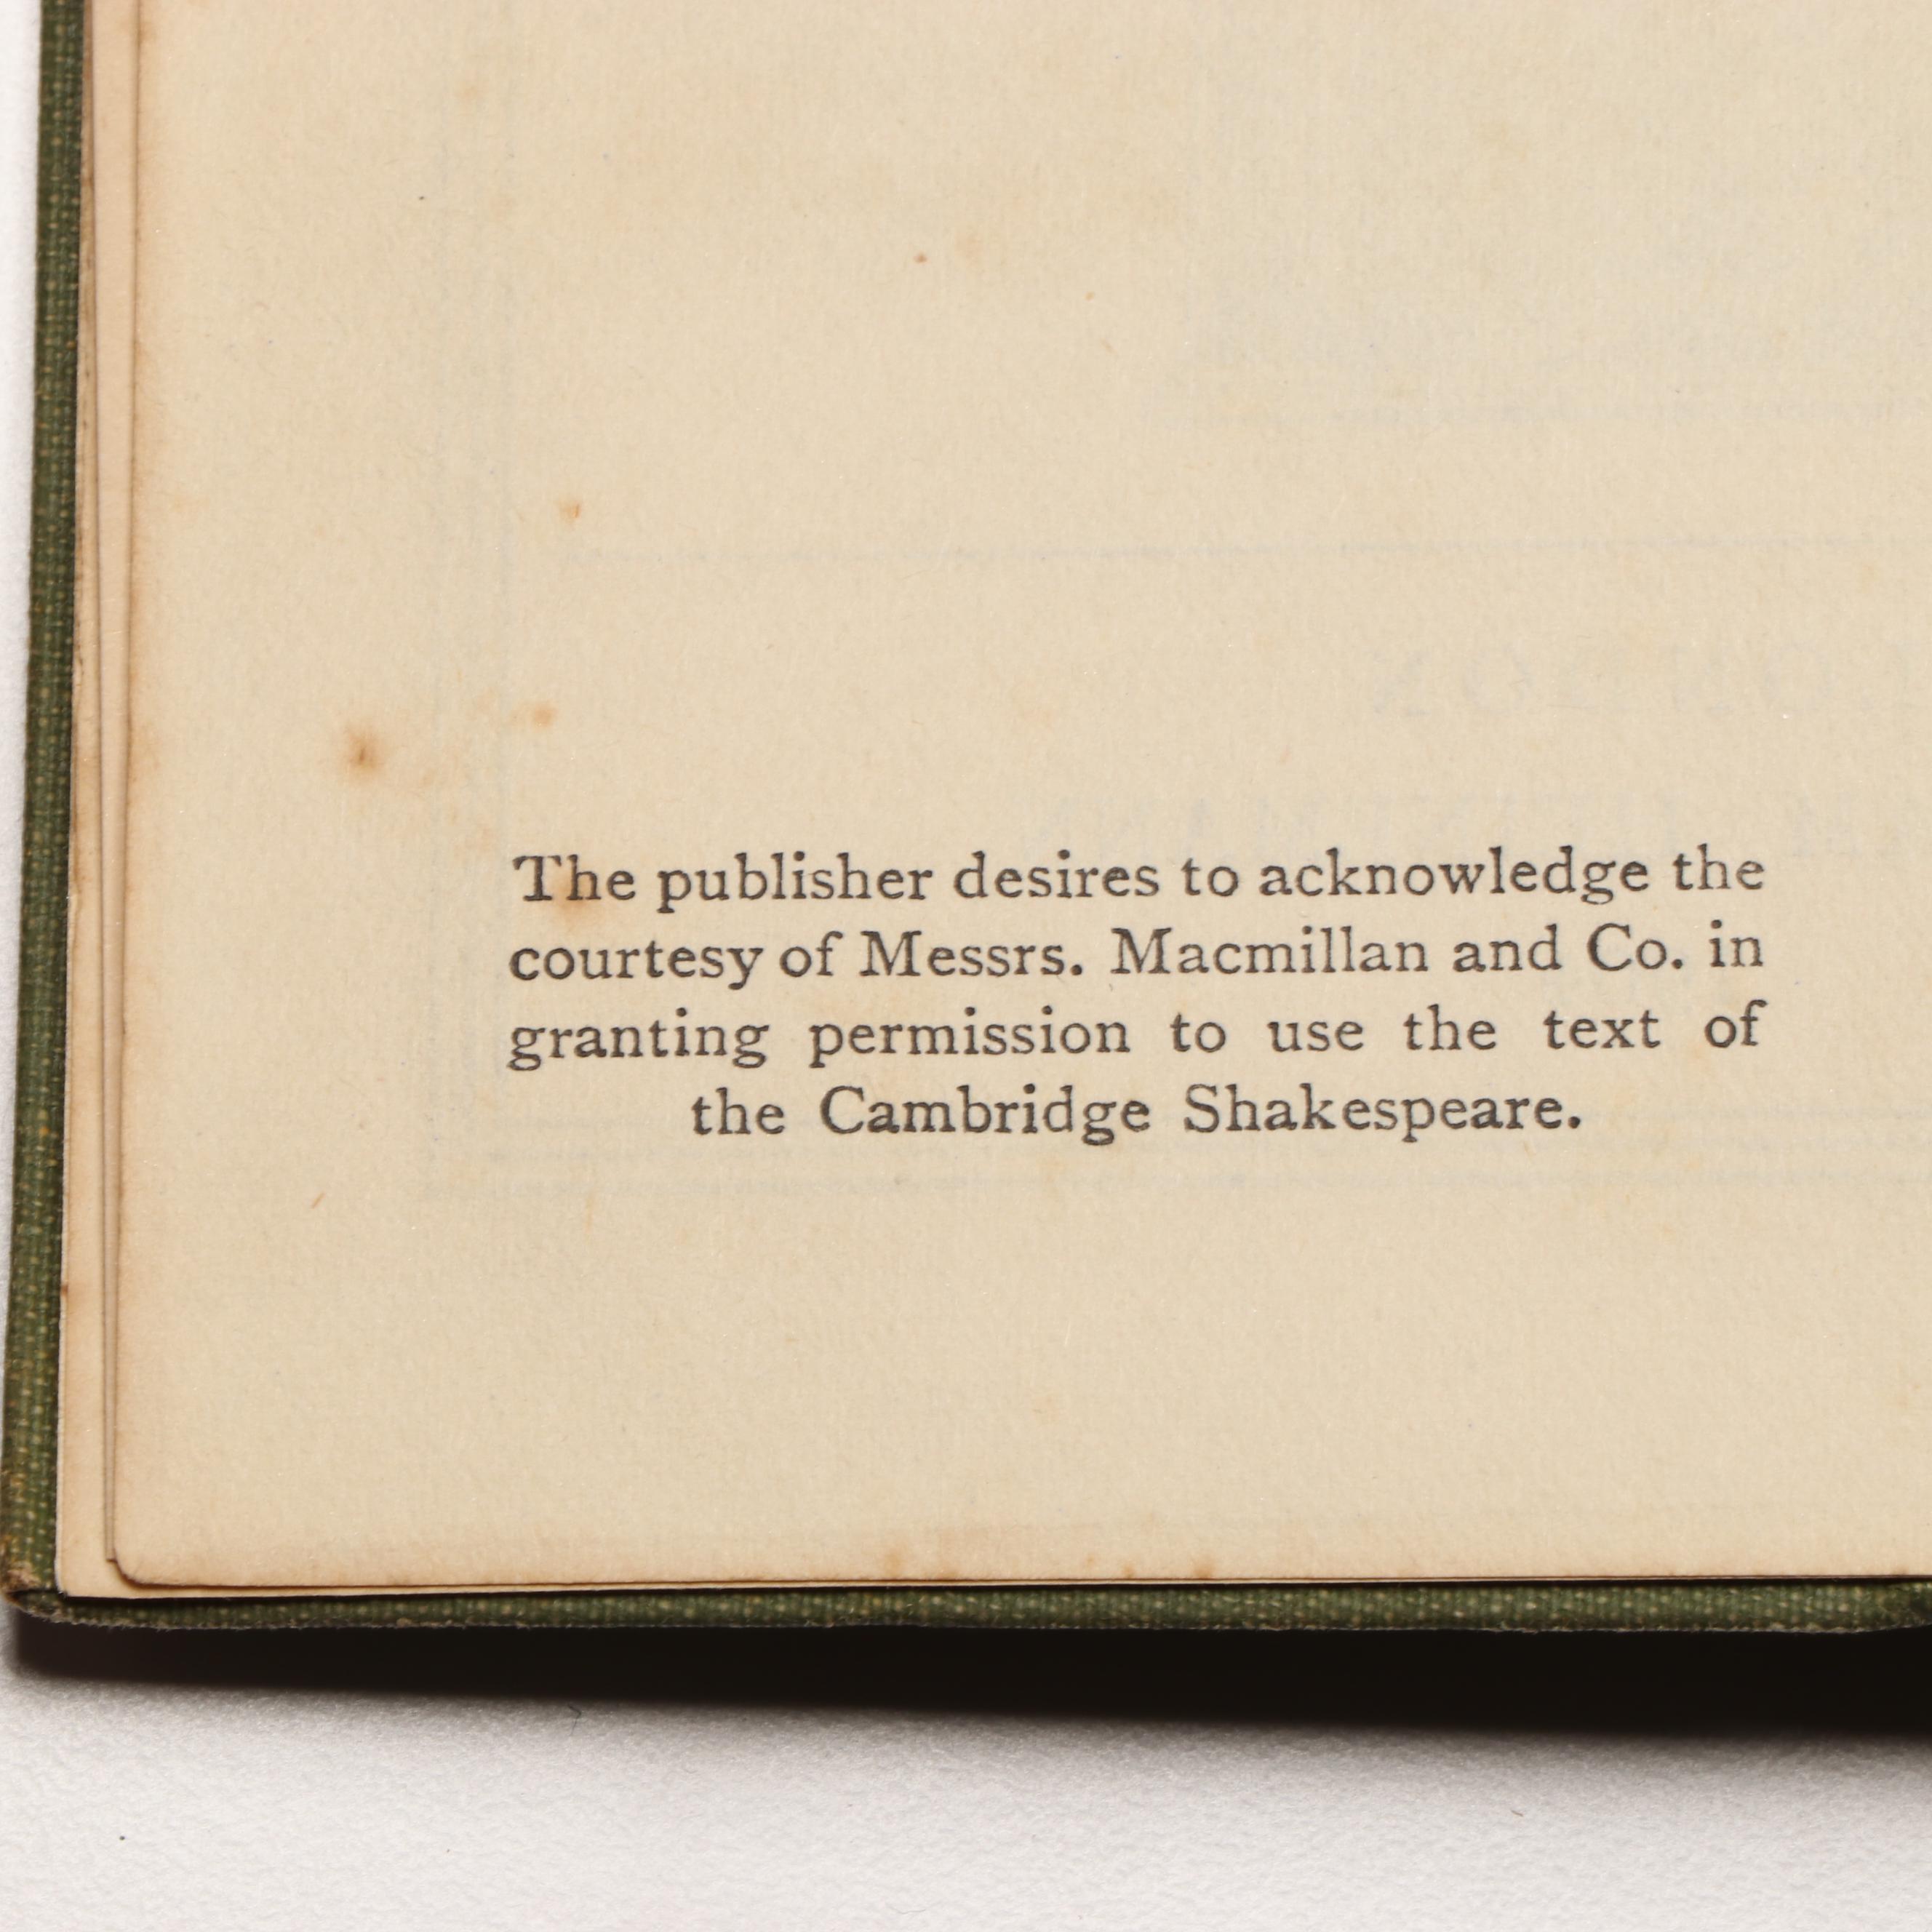 The publisher desires to acknowledge the
courtesy of Messrs. Macmillan and Co. in
granting permission to use the text of
the Cambridge Shakespeare.